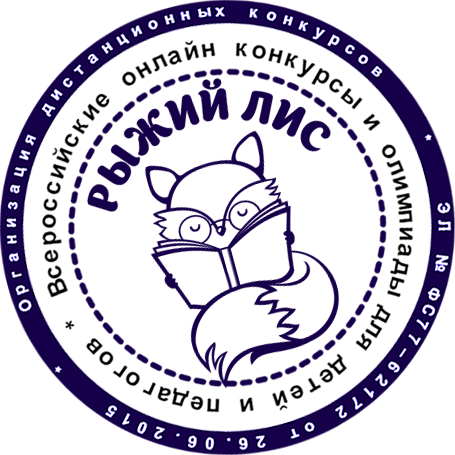 Организация дистанционных конкурсов * ЭЛ № ФС77-62172 от 26.06.2015 *
Всероссийские онлайн конкурсы и олимпиады для детей и педагогов *
РЫЖИЙ ЛИС